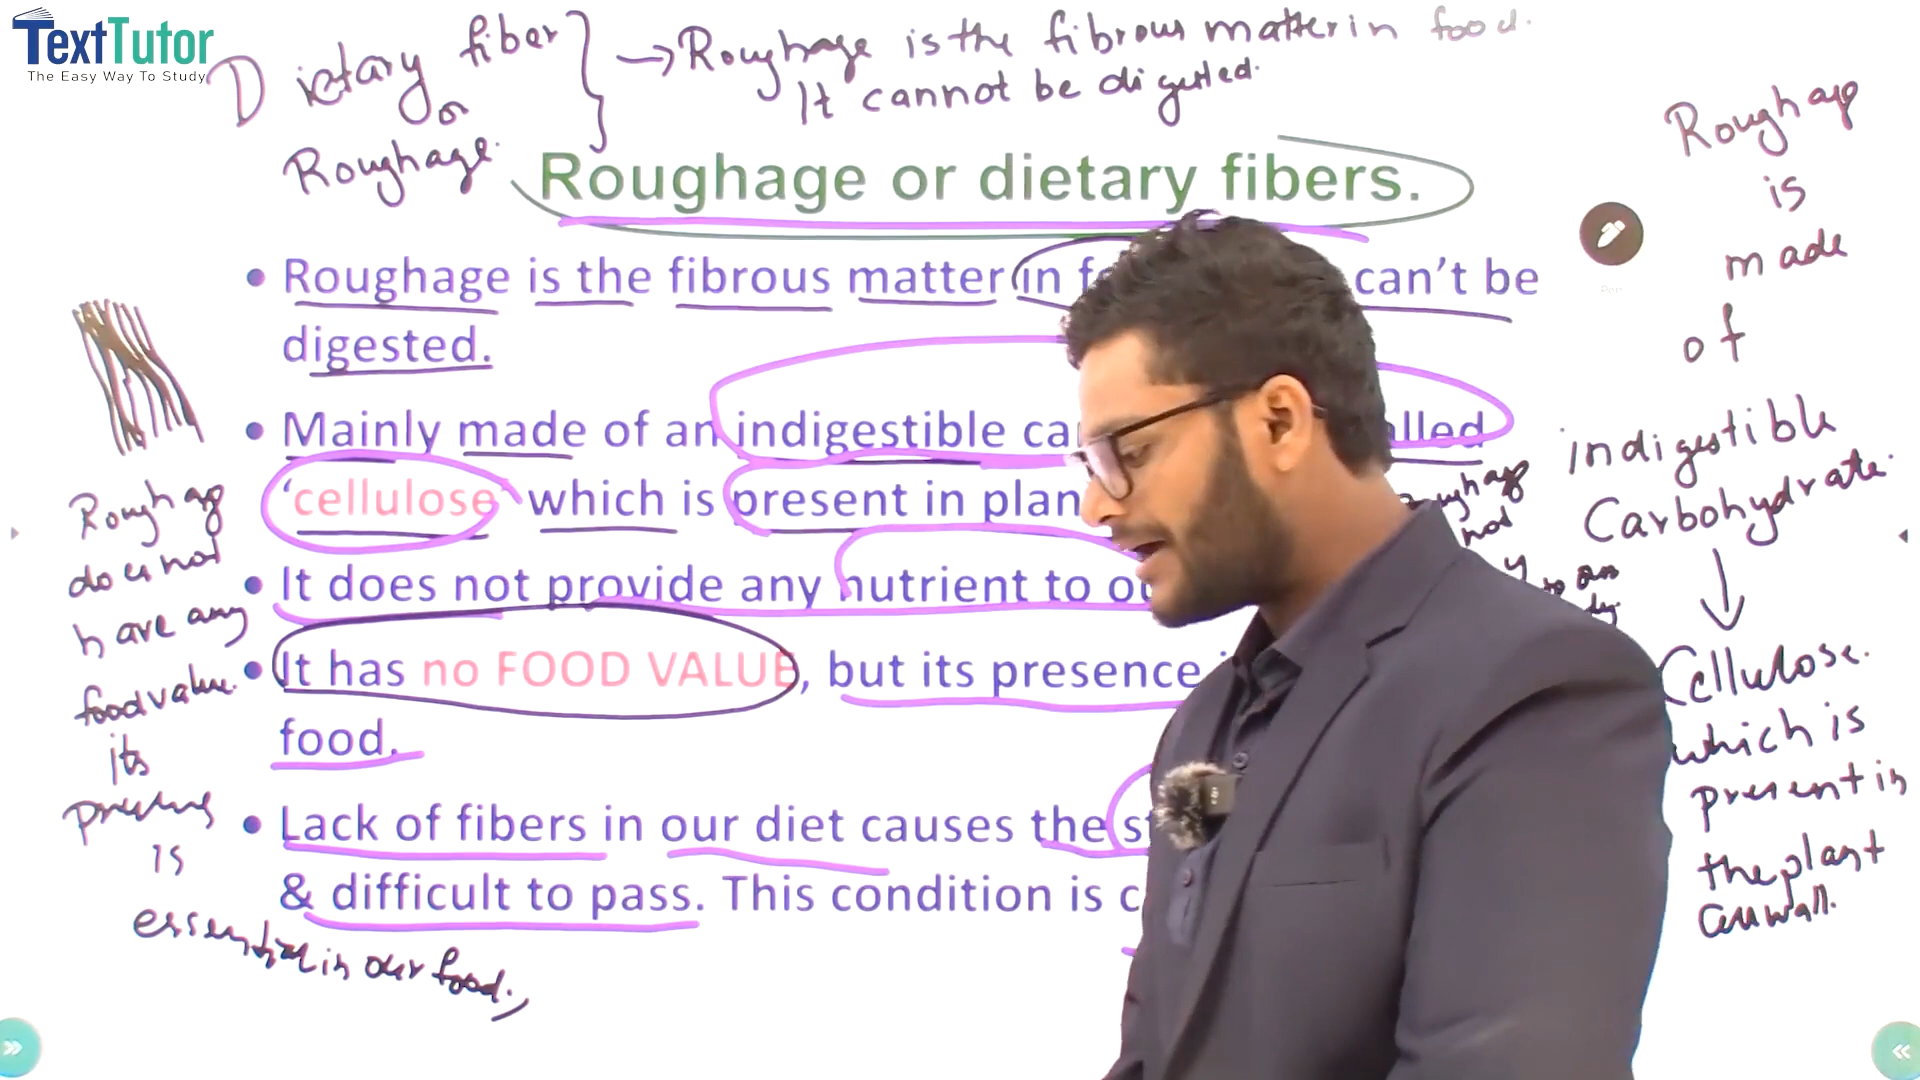 TextTutor
The Easy Way To Study
Dietary fiber
or
Roughage.
→ Roughage is the fibrous matter in food.
It cannot be digested.
Roughage or dietary fibers.
• Roughage is the fibrous matter in can't be
digested.
• Mainly made of an indigestible lled
'cellulose' which is present in plan
• It does not provide any nutrient to
• It has no FOOD VALUE, but its presence
food.
• Lack of fibers in our diet causes the
& difficult to pass. This condition is
Roughage
does not
have any
food value.
its
presence
is
essential in our food.
Roughage
is
made
of
indigestible
Carbohydrate.
Cellulose.
which is
present in
the plant
Cell wall.
not
to our